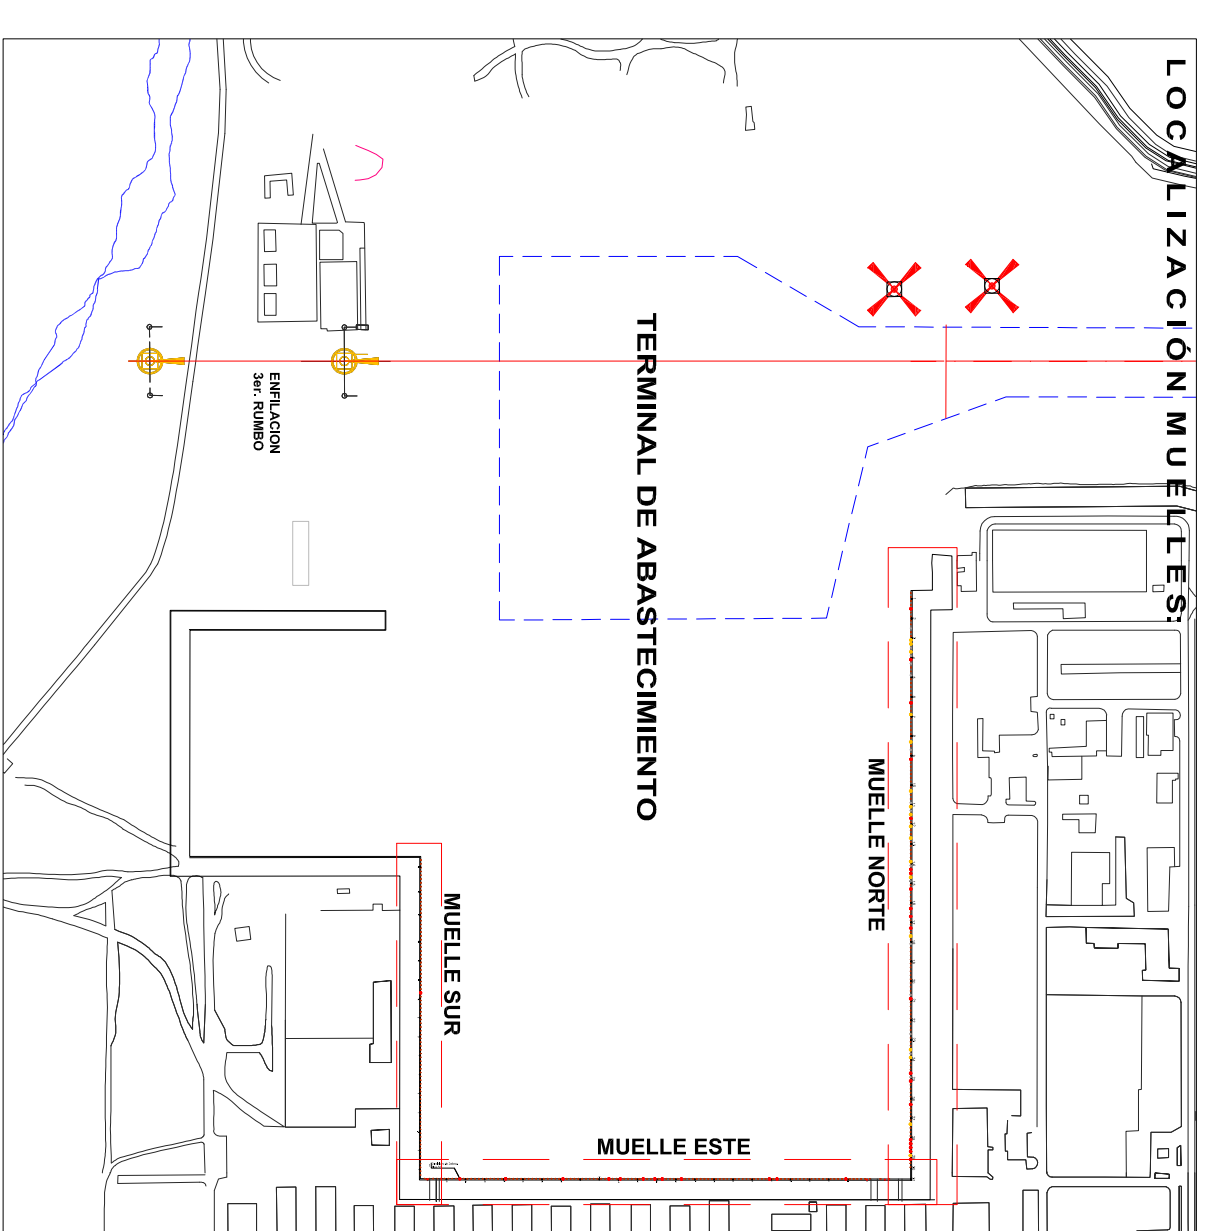 LOCALIZACIÓN MUELLES:
TERMINAL DE ABASTECIMIENTO
ENFILACION
3er. RUMBO
MUELLE NORTE
MUELLE SUR
MUELLE ESTE